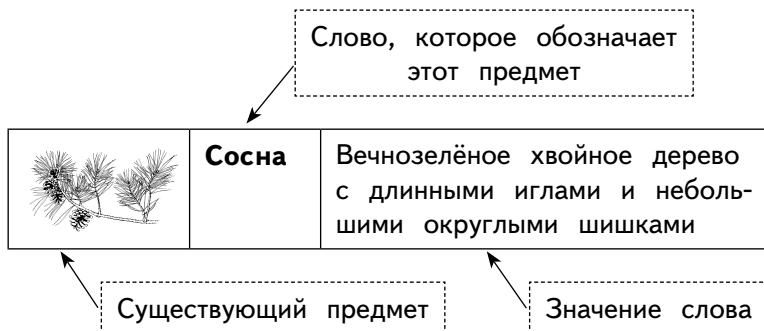 Слово, которое обозначает
этот предмет
Сосна
Вечнозелёное хвойное дерево
с длинными иглами и неболь-
шими округлыми шишками
Существующий предмет
Значение слова